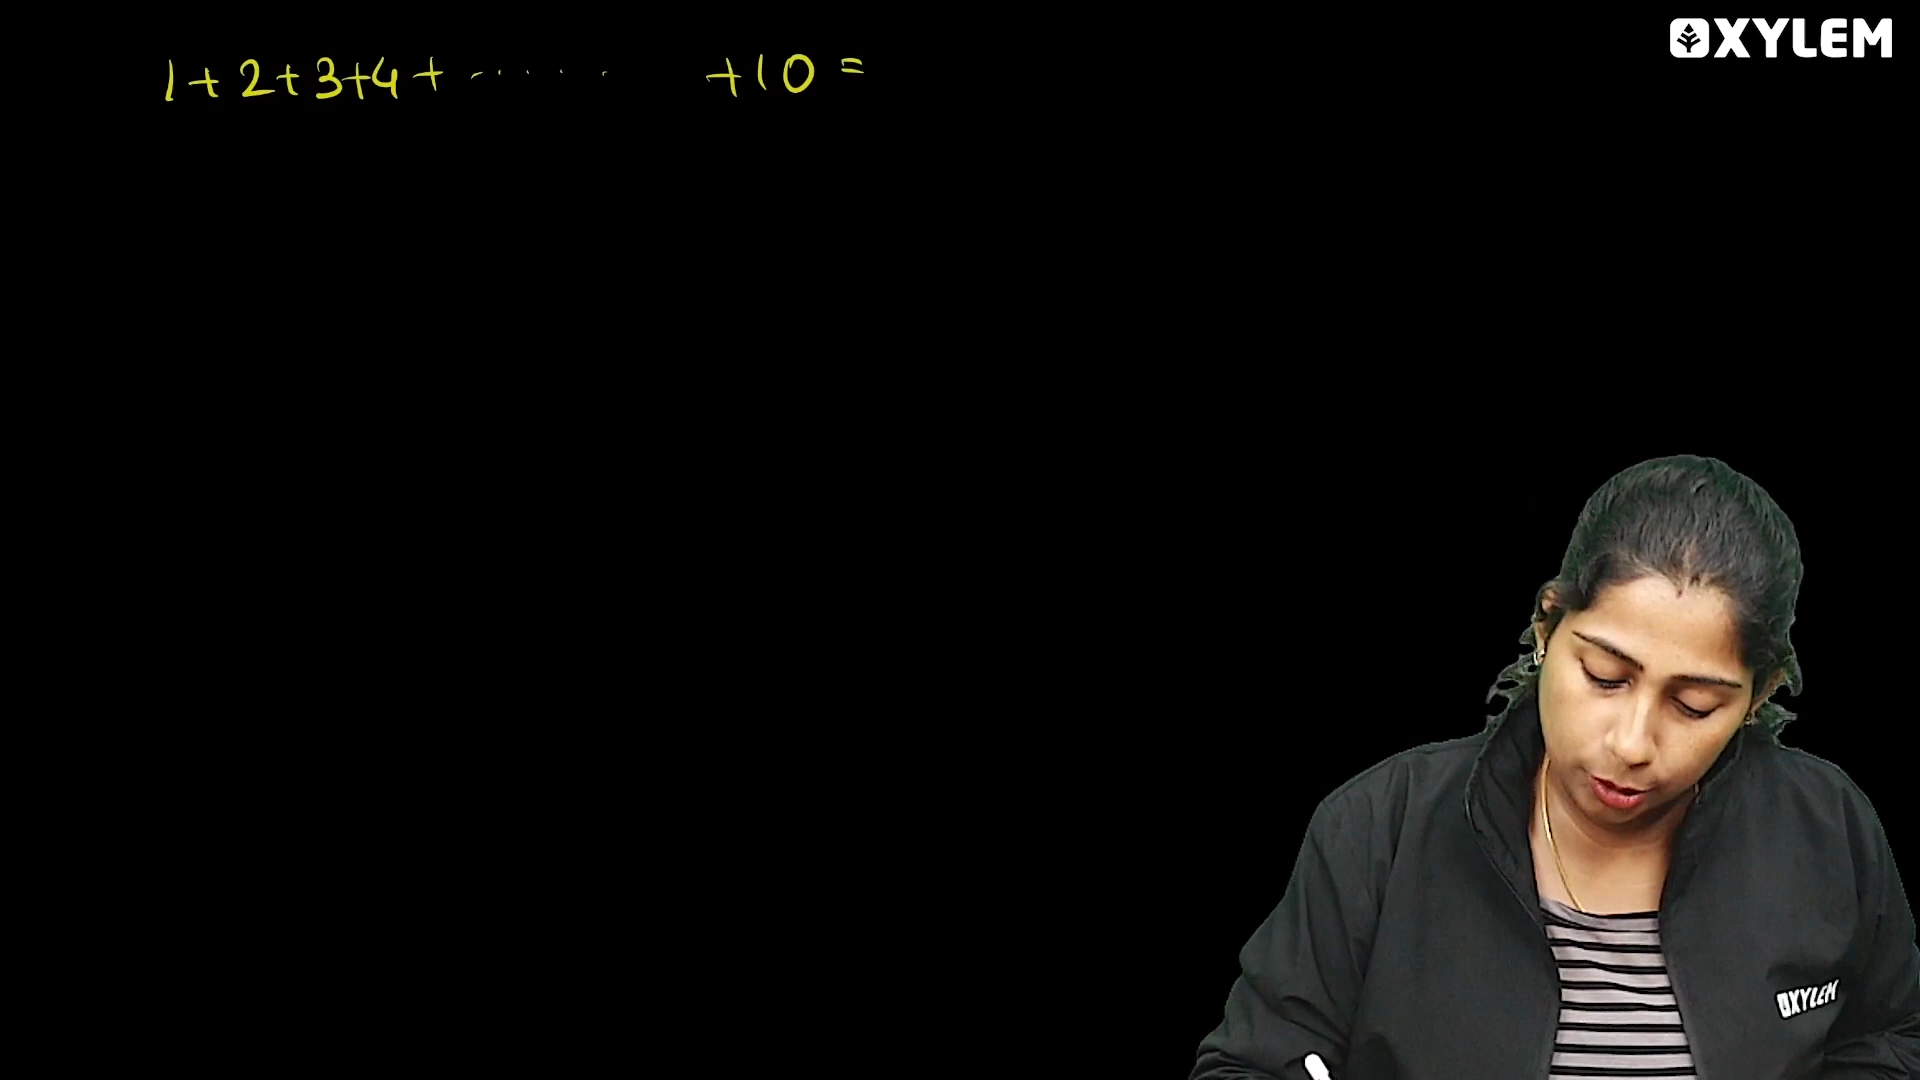 OXYLEM
1+2+3+4+ ...... +10 =
OXYLEM